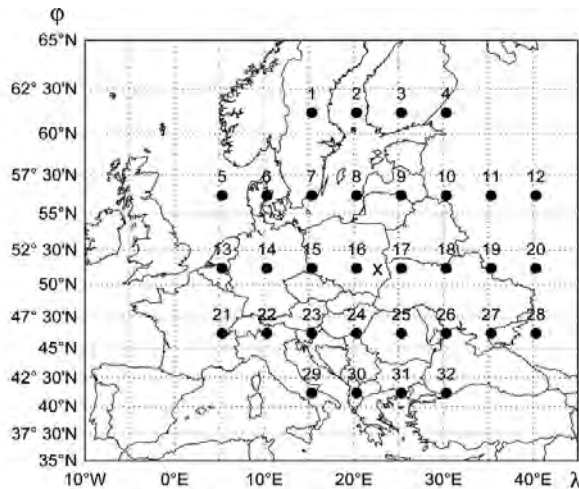 φ
65°N
62° 30'N
1 2 3 4
60°N
57° 30'N
5 6 7 8 9 10 11 12
55°N
52° 30'N
13 14 15 16 17 18 19 20
x
50°N
47° 30'N
21 22 23 24 25 26 27 28
45°N
42° 30'N
29 30 31 32
40°N
37° 30'N
35°N
10°W 0°E 10°E 20°E 30°E 40°E λ